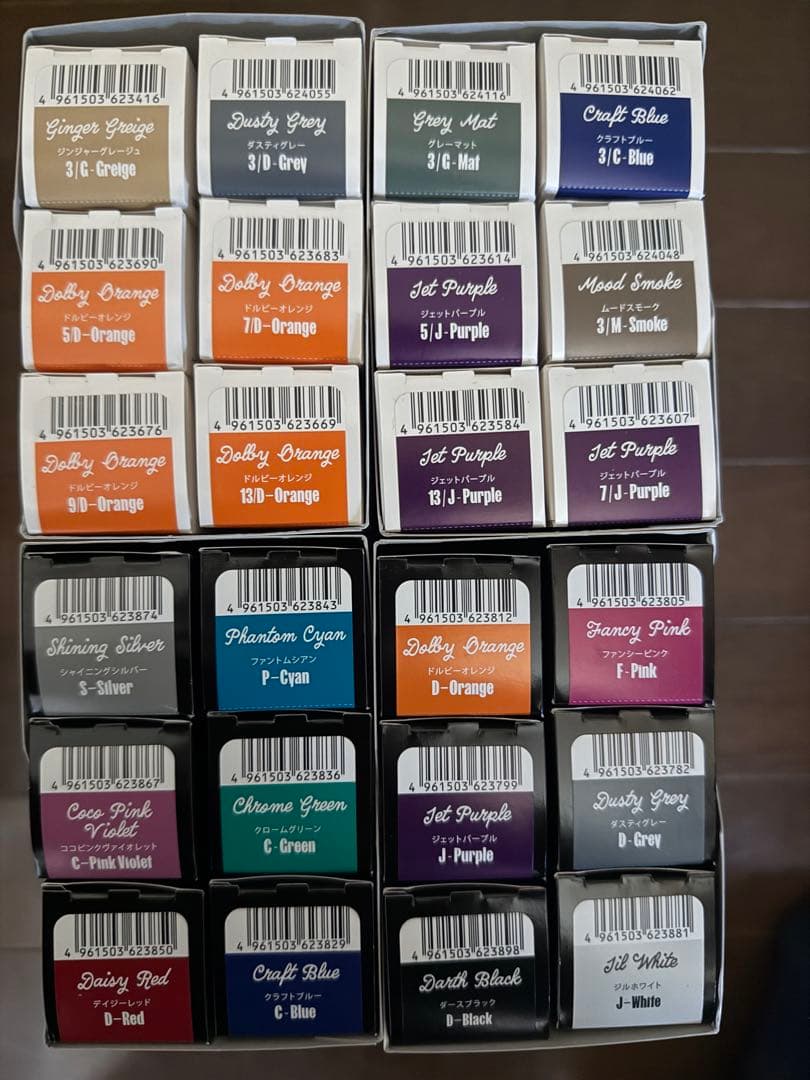 4 961503 623416
Ginger Greige
ジンジャーグレージュ
3/G-Greige
4 961503 624055
Dusty Grey
ダスティグレー
3/D-Grey
4 961503 624116
Grey Mat
グレーマット
3/G-Mat
4 961503 624062
Craft Blue
クラフトブルー
3/C-Blue
4 961503 623690
Dolby Orange
ドルビーオレンジ
5/D-Orange
4 961503 623683
Dolby Orange
ドルビーオレンジ
7/D-Orange
4 961503 623614
Jet Purple
ジェットパープル
5/J-Purple
4 961503 624048
Mood Smoke
ムードスモーク
3/M-Smoke
4 961503 623676
Dolby Orange
ドルビーオレンジ
9/D-Orange
4 961503 623669
Dolby Orange
ドルビーオレンジ
13/D-Orange
4 961503 623584
Jet Purple
ジェットパープル
13/J-Purple
4 961503 623607
Jet Purple
ジェットパープル
7/J-Purple
4 961503 623874
Shining Silver
シャイニングシルバー
S-Silver
4 961503 623843
Phantom Cyan
ファントムシアン
P-Cyan
4 961503 623812
Dolby Orange
ドルビーオレンジ
D-Orange
4 961503 623805
Fancy Pink
ファンシーピンク
F-Pink
4 961503 623867
Coco Pink
Violet
ココピンクヴァイオレット
C-Pink Violet
4 961503 623836
Chrome Green
クロームグリーン
C-Green
4 961503 623799
Jet Purple
ジェットパープル
J-Purple
4 961503 623782
Dusty Grey
ダスティグレー
D-Grey
4 961503 623850
Daisy Red
デイジーレッド
D-Red
4 961503 623829
Craft Blue
クラフトブルー
C-Blue
4 961503 623898
Darth Black
ダースブラック
D-Black
4 961503 623881
Jil White
ジルホワイト
J-White